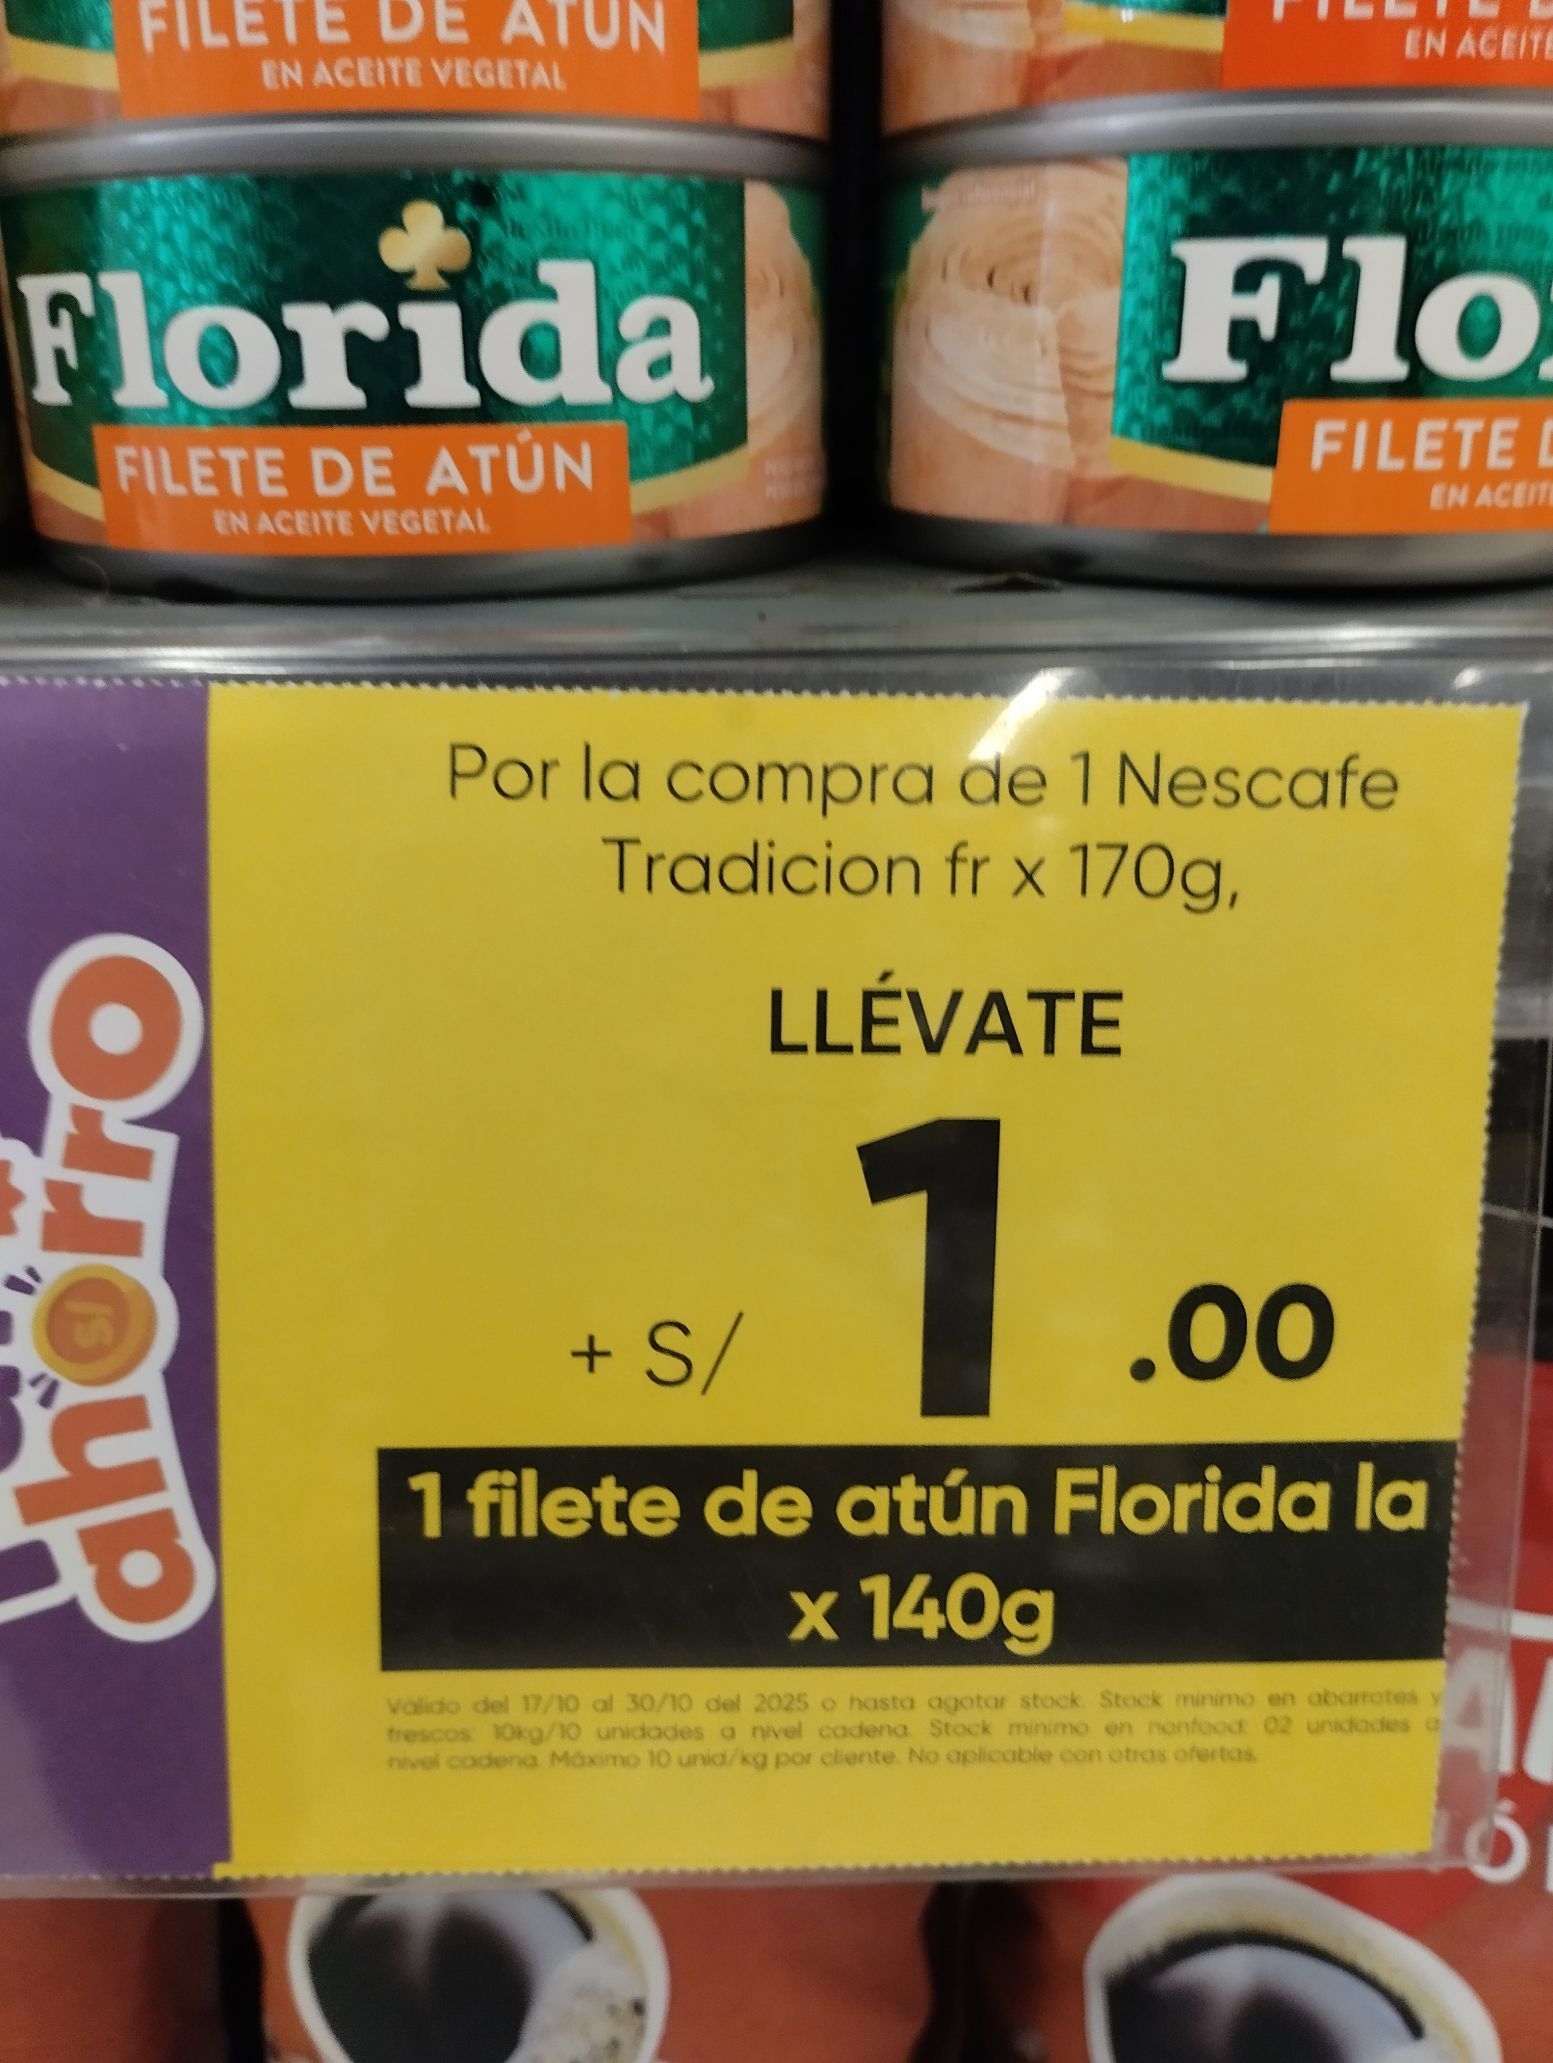 FILETE DE ATÚN
EN ACEITE VEGETAL
FILETE
EN ACEITE
Florida
FILETE DE ATÚN
EN ACEITE VEGETAL
Flo
FILETE
EN ACEIT
ahorro
S/
Por la compra de 1 Nescafe
Tradicion fr x 170g,
LLÉVATE
+ S/ 1.00
1 filete de atún Florida la
x 140g
Válido del 17/10 al 30/10 del 2025 o hasta agotar stock. Stock mínimo en abarrotes y
frescos: 10kg/10 unidades a nivel cadena. Stock mínimo en nonfood: 02 unidades a
nivel cadena. Máximo 10 unid/kg por cliente. No aplicable con otras ofertas.